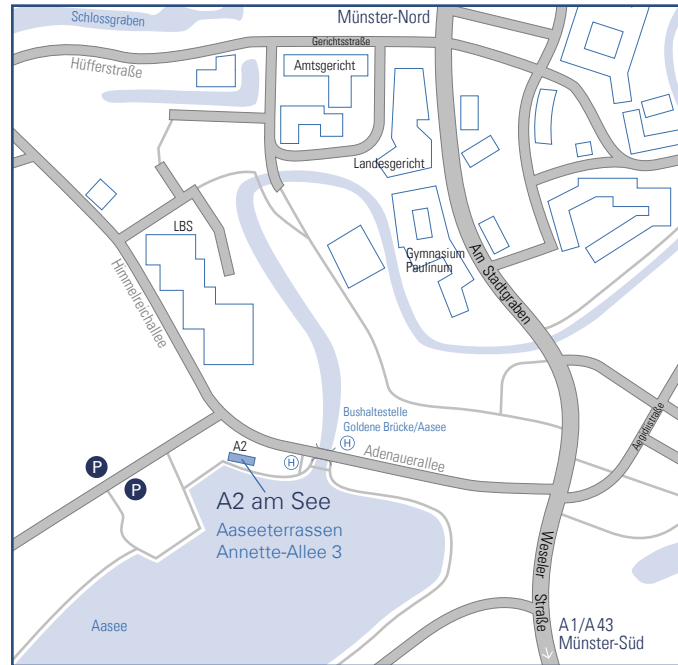 Schlossgraben
Münster-Nord
Gerichtsstraße
Hüfferstraße
Amtsgericht
Landesgericht
LBS
Gymnasium
Paulinum
Am Stadtgraben
Himmelreichallee
Bushaltestelle
Goldene Brücke/Aasee
H
Aegidiistraße
A2
H
Adenauerallee
P
P
A2 am See
Aaseeterrassen
Annette-Allee 3
Weseler Straße
Aasee
A1/A43
Münster-Süd